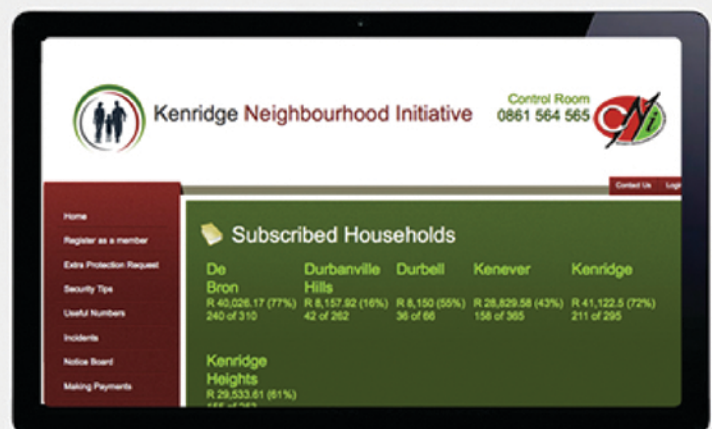 Kenridge Neighbourhood Initiative
Control Room
0861 564 565
CNi
Contact Us Login
Home
Register as a member
Extra Protection Request
Security Tips
Useful Numbers
Incidents
Notice Board
Making Payments
Subscribed Households
De Bron
R 40,026.17 (77%)
240 of 310
Durbanville Hills
R 8,157.92 (16%)
42 of 262
Durbell
R 8,150 (55%)
36 of 66
Kenever
R 28,829.58 (43%)
158 of 365
Kenridge
R 41,122.5 (72%)
211 of 295
Kenridge
Heights
R 29,533.61 (61%)